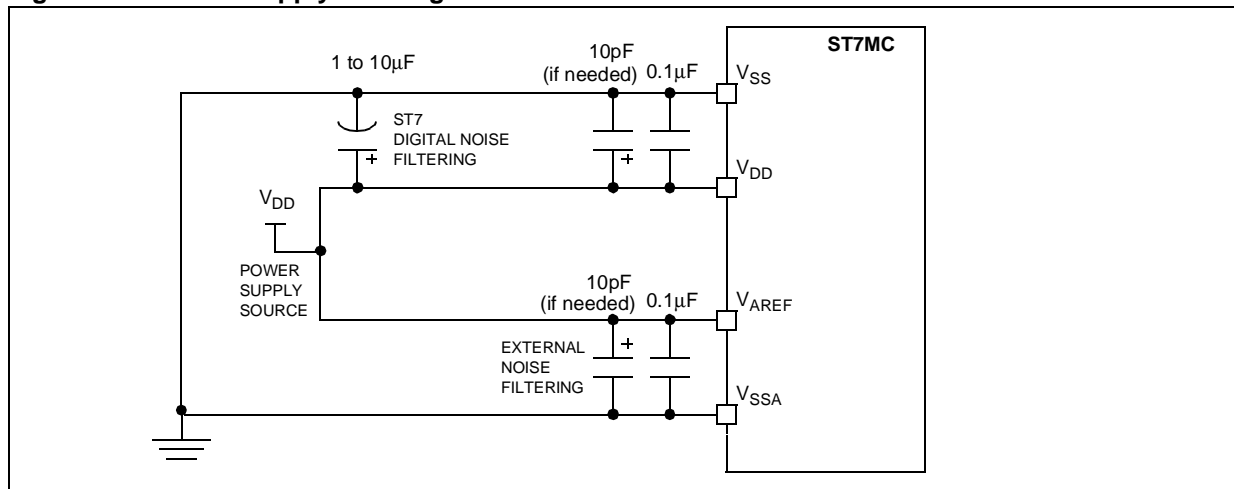 ST7MC
10pF
1 to 10μF
(if needed) 0.1μF
VSS
ST7
DIGITAL NOISE
FILTERING
+
+
VDD
VDD
POWER
SUPPLY
SOURCE
10pF
(if needed) 0.1μF
VAREF
EXTERNAL
NOISE
FILTERING
+
VSSA